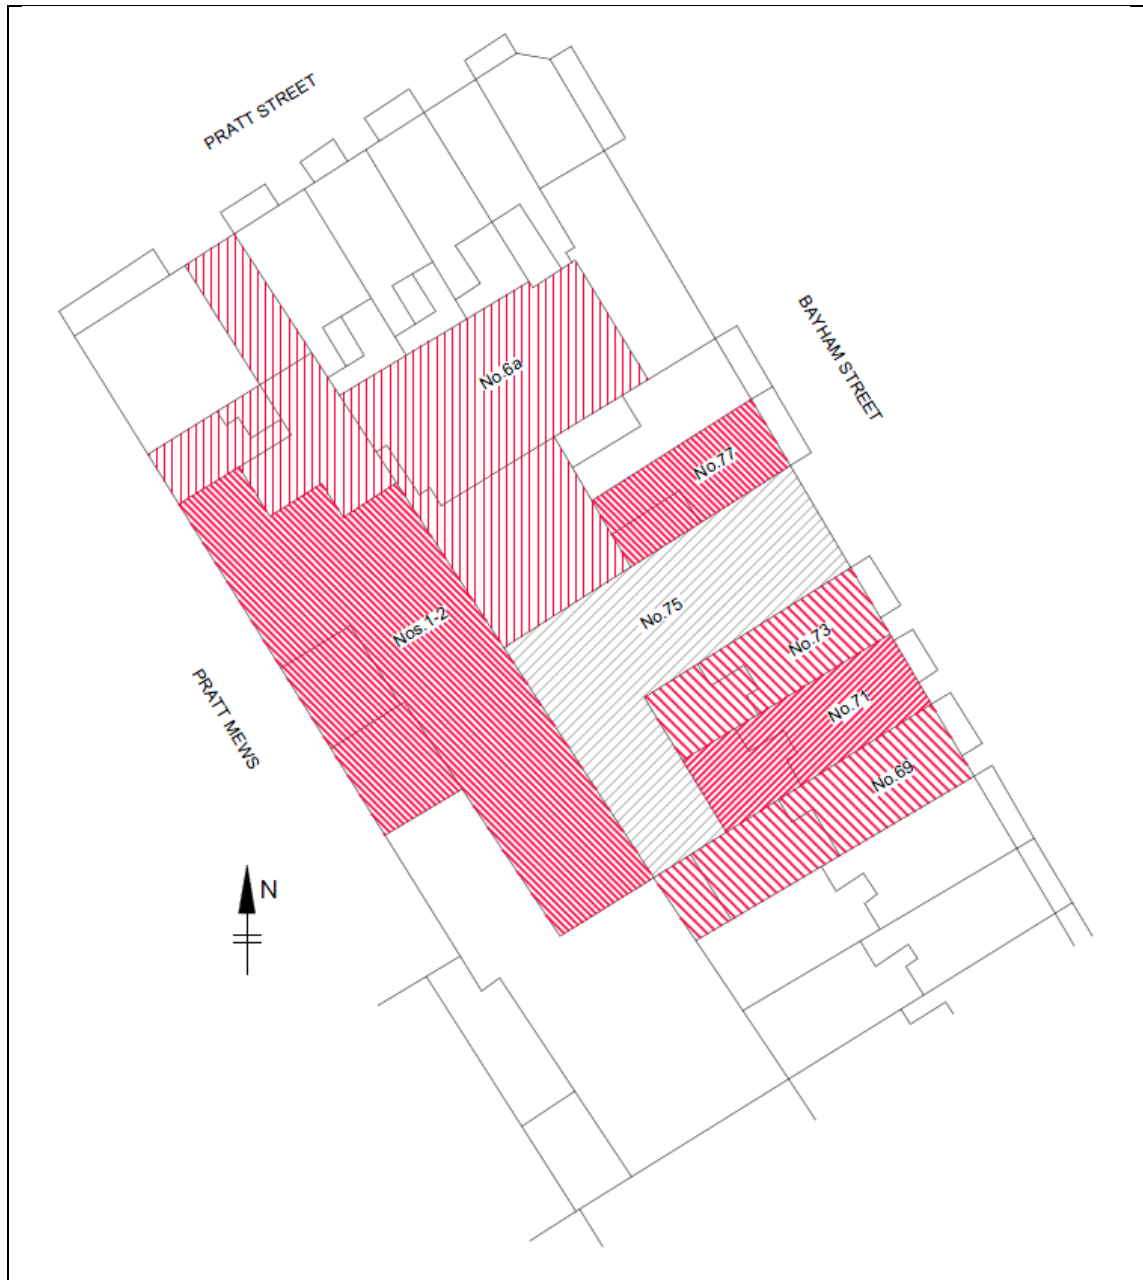 PRATT STREET
BAYHAM STREET
No.6a
No.77
No.75
Nos.1-2
No.73
PRATT MEWS
No.71
No.69
N